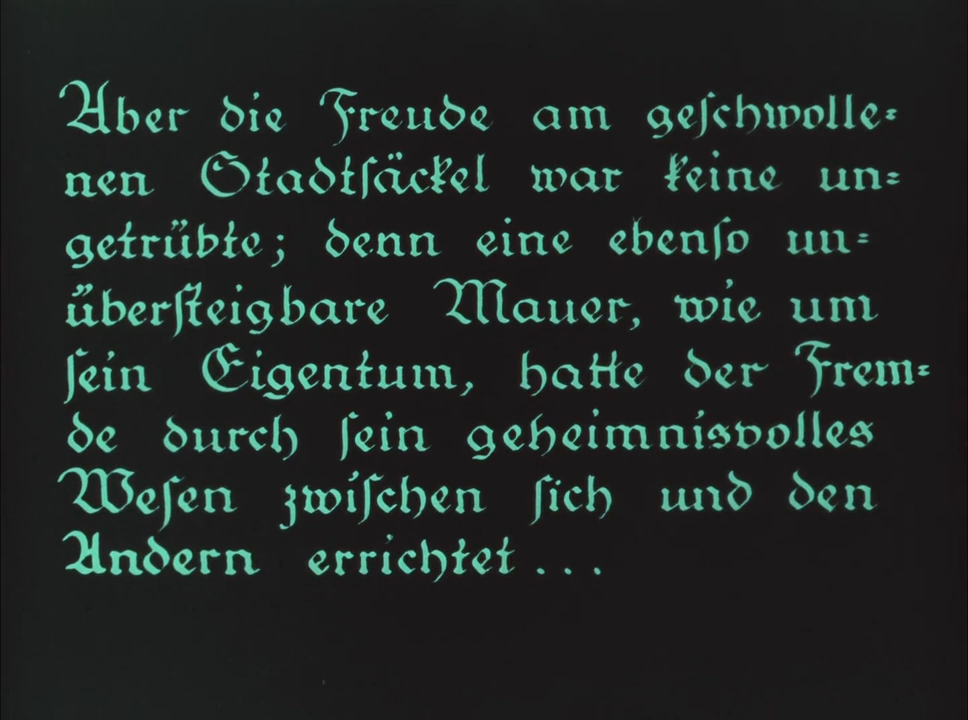 Aber die Freude am geſchwolle⸗
nen Stadtſäckel war keine un⸗
getrübte; denn eine ebenſo un⸗
überſteigbare Mauer, wie um
ſein Eigentum, hatte der Frem⸗
de durch ſein geheimnisvolles
Weſen zwiſchen ſich und den
Andern errichtet...